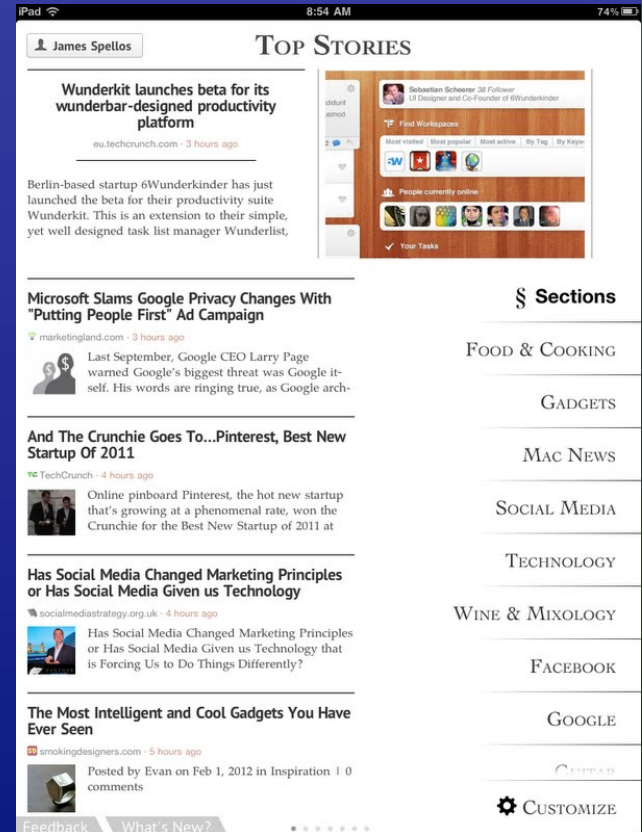 iPad 8:54 AM 74%
James Spellos
Top Stories
Wunderkit launches beta for its
wunderbar-designed productivity
platform
eu.techcrunch.com · 3 hours ago
Berlin-based startup 6Wunderkinder has just
launched the beta for their productivity suite
Wunderkit. This is an extension to their simple,
yet well designed task list manager Wunderlist,
Sebastian Scheerer 38 Follower
UI Designer and Co-Founder of 6Wunderkinder
Find Workspaces
Most visited Most popular Most active By Tag By Keyw
:w
People currently online
Your Tasks
Microsoft Slams Google Privacy Changes With
"Putting People First" Ad Campaign
marketingland.com · 3 hours ago
Last September, Google CEO Larry Page
warned Google's biggest threat was Google it-
self. His words are ringing true, as Google arch-
And The Crunchie Goes To...Pinterest, Best New
Startup Of 2011
TechCrunch · 4 hours ago
Online pinboard Pinterest, the hot new startup
that's growing at a phenomenal rate, won the
Crunchie for the Best New Startup of 2011 at
Has Social Media Changed Marketing Principles
or Has Social Media Given us Technology
socialmediastrategy.org.uk · 4 hours ago
Has Social Media Changed Marketing Principles
or Has Social Media Given us Technology that
is Forcing Us to Do Things Differently?
The Most Intelligent and Cool Gadgets You Have
Ever Seen
smokingdesigners.com · 5 hours ago
Posted by Evan on Feb 1, 2012 in Inspiration | 0
comments
§ Sections
Food & Cooking
Gadgets
Mac News
Social Media
Technology
Wine & Mixology
Facebook
Google
Guitar
Customize
Feedback What's New?